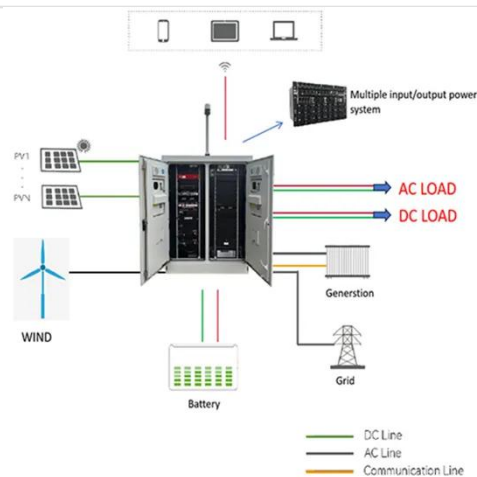 Multiple input/output power
system
PV1
PVN
AC LOAD
DC LOAD
Generstion
WIND
Grid
Battery
DC Line
AC Line
Communication Line